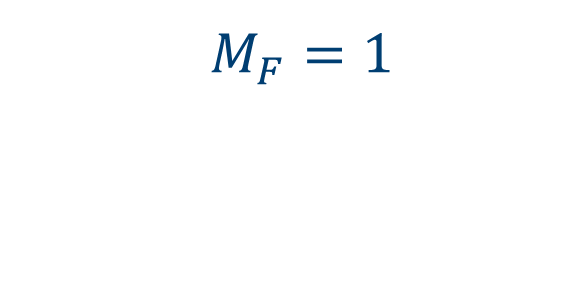 M_F = 1